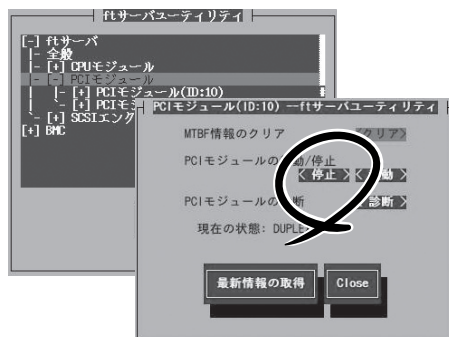 ftサーバユーティリティ
[-] ftサーバ
|- 全般
|- [+] CPUモジュール
|- [-] PCIモジュール
| |- [+] PCIモジュール(ID:10)
| `- [+] PCIモ
`- [+] SCSIエンク
[+] BMC
PCIモジュール(ID:10) --ftサーバユーティリティ
MTBF情報のクリア <クリア>
PCIモジュールの 動/停止
<停止> < 動>
PCIモジュールの 断 診断>
現在の状態: DUPLE
最新情報の取得 Close